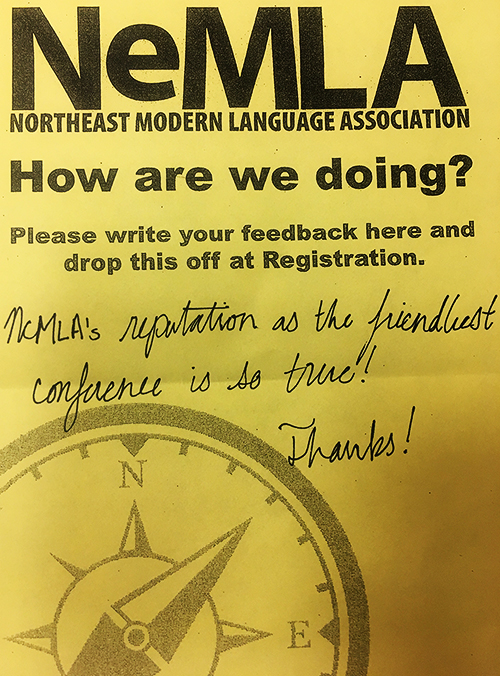 NeMLA
NORTHEAST MODERN LANGUAGE ASSOCIATION
How are we doing?
Please write your feedback here and
drop this off at Registration.
NeMLA's reputation as the friendliest
conference is so true!
Thanks!
N
E